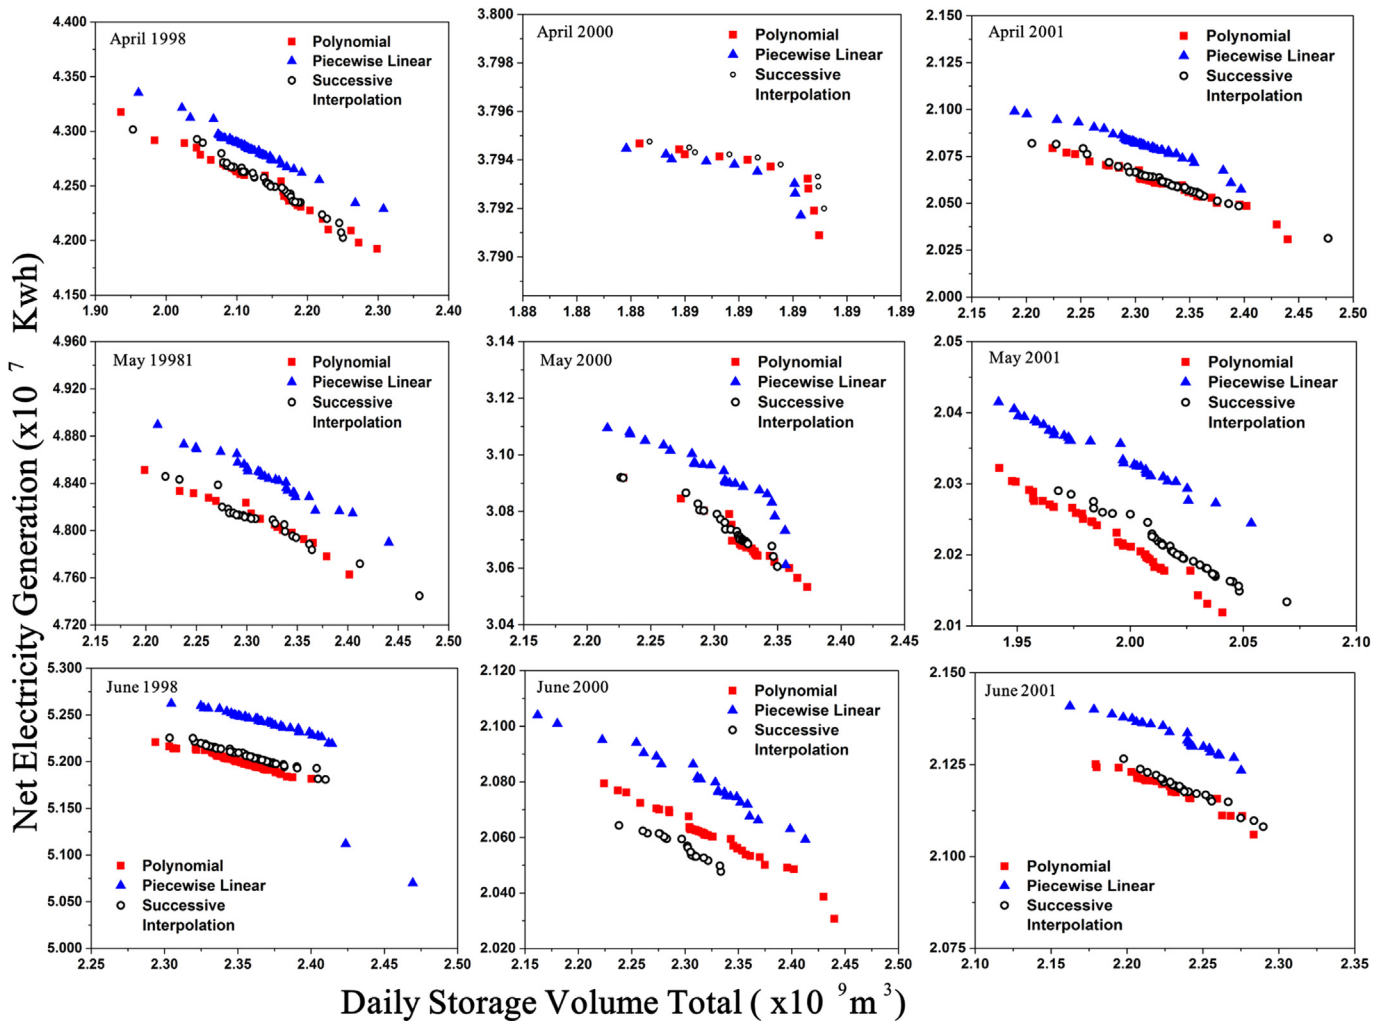 Net Electricity Generation (x10 7 Kwh)
4.400
4.350
4.300
4.250
4.200
4.150
April 1998
Polynomial
Piecewise Linear
Successive
Interpolation
1.90 2.00 2.10 2.20 2.30 2.40
3.800
3.798
3.796
3.794
3.792
3.790
April 2000
Polynomial
Piecewise Linear
Successive
Interpolation
1.88 1.88 1.88 1.89 1.89 1.89 1.89 1.89
2.150
2.125
2.100
2.075
2.050
2.025
2.000
April 2001
Polynomial
Piecewise Linear
Successive
Interpolation
2.15 2.20 2.25 2.30 2.35 2.40 2.45 2.50
4.960
4.920
4.880
4.840
4.800
4.760
4.720
May 19981
Polynomial
Piecewise Linear
Successive
Interpolation
2.15 2.20 2.25 2.30 2.35 2.40 2.45 2.50
3.14
3.12
3.10
3.08
3.06
3.04
May 2000
Polynomial
Piecewise Linear
Successive
Interpolation
2.15 2.20 2.25 2.30 2.35 2.40 2.45
2.05
2.04
2.03
2.02
2.01
May 2001
Polynomial
Piecewise Linear
Successive
Interpolation
1.95 2.00 2.05 2.10
5.300
5.250
5.200
5.150
5.100
5.050
5.000
June 1998
Polynomial
Piecewise Linear
Successive
Interpolation
2.25 2.30 2.35 2.40 2.45 2.50
2.120
2.100
2.080
2.060
2.040
2.020
June 2000
Polynomial
Piecewise Linear
Successive
Interpolation
2.15 2.20 2.25 2.30 2.35 2.40 2.45 2.50
2.150
2.125
2.100
2.075
June 2001
Polynomial
Piecewise Linear
Successive
Interpolation
2.10 2.15 2.20 2.25 2.30 2.35
Daily Storage Volume Total ( x10 9 m3)